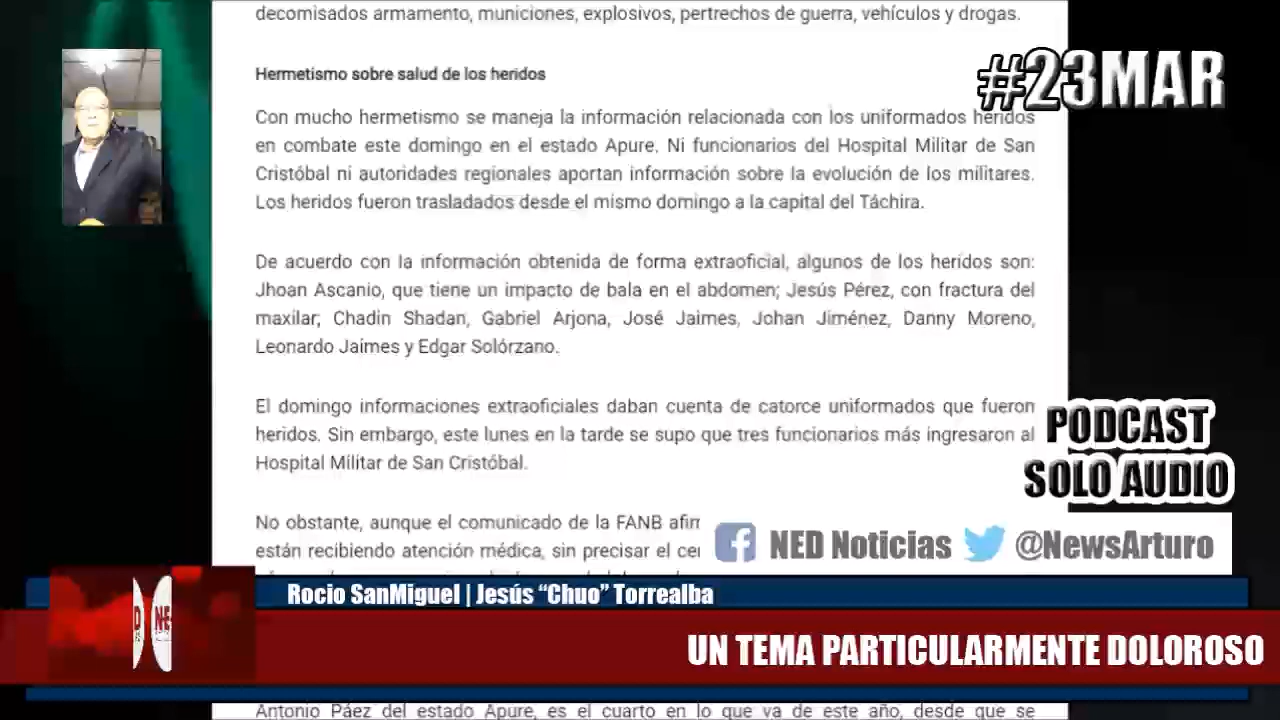 decomisados armamento, municiones, explosivos, pertrechos de guerra, vehículos y drogas.
Hermetismo sobre salud de los heridos
#23MAR
Con mucho hermetismo se maneja la información relacionada con los uniformados heridos
en combate este domingo en el estado Apure. Ni funcionarios del Hospital Militar de San
Cristóbal ni autoridades regionales aportan información sobre la evolución de los militares.
Los heridos fueron trasladados desde el mismo domingo a la capital del Táchira.
De acuerdo con la información obtenida de forma extraoficial, algunos de los heridos son:
Jhoan Ascanio, que tiene un impacto de bala en el abdomen; Jesús Pérez, con fractura del
maxilar; Chadin Shadan, Gabriel Arjona, José Jaimes, Johan Jiménez, Danny Moreno,
Leonardo Jaimes y Edgar Solórzano.
El domingo informaciones extraoficiales daban cuenta de catorce uniformados que fueron
heridos. Sin embargo, este lunes en la tarde se supo que tres funcionarios más ingresaron al
Hospital Militar de San Cristóbal.
PODCAST
SOLO AUDIO
No obstante, aunque el comunicado de la FANB afir
están recibiendo atención médica, sin precisar el cer
NED Noticias @NewsArturo
Rocio SanMiguel | Jesús “Chuo” Torrealba
UN TEMA PARTICULARMENTE DOLOROSO
Antonio Páez del estado Apure, es el cuarto en lo que va de este año, desde que se